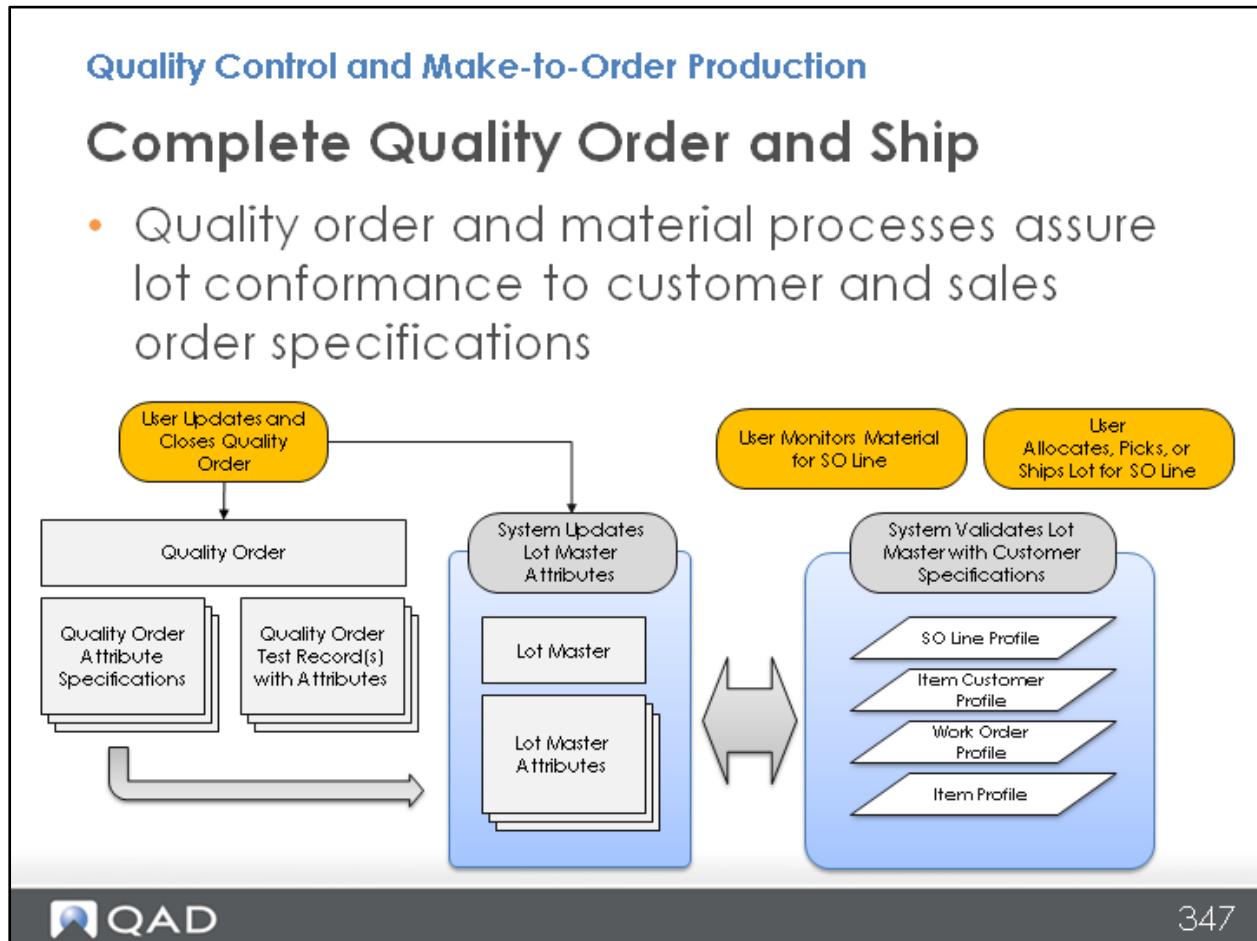 Quality Control and Make-to-Order Production
Complete Quality Order and Ship
• Quality order and material processes assure
lot conformance to customer and sales
order specifications
User Updates and
Closes Quality
Order
User Monitors Material
for SO Line
User
Allocates, Picks, or
Ships Lot for SO Line
Quality Order
System Updates
Lot Master
Attributes
System Validates Lot
Master with Customer
Specifications
Quality Order
Attribute
Specifications
Quality Order
Test Record(s)
with Attributes
Lot Master
Lot Master
Attributes
SO Line Profile
Item Customer
Profile
Work Order
Profile
Item Profile
QAD
347